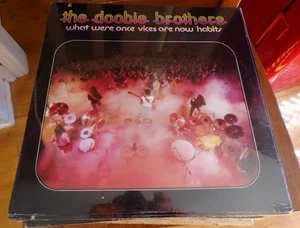 the doobie brothers
what were once vices are now habits